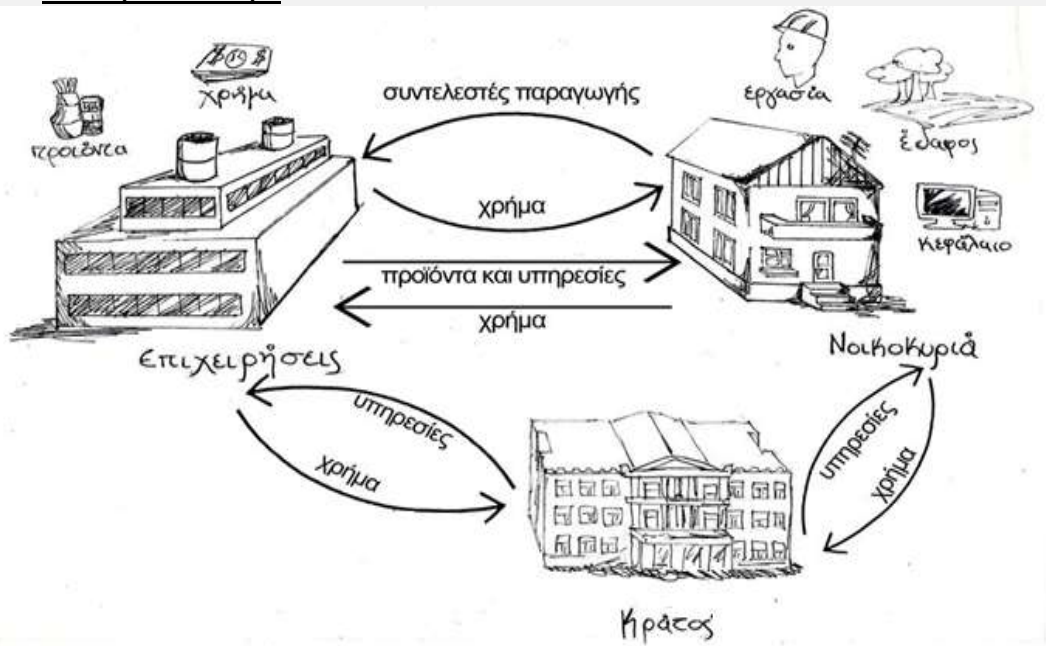 χρήμα
προϊόντα
συντελεστές παραγωγής
εργασία
έδαφος
κεφάλαιο
χρήμα
προϊόντα και υπηρεσίες
χρήμα
Επιχειρήσεις
Νοικοκυριά
υπηρεσίες
χρήμα
υπηρεσίες
χρήμα
Κράτος